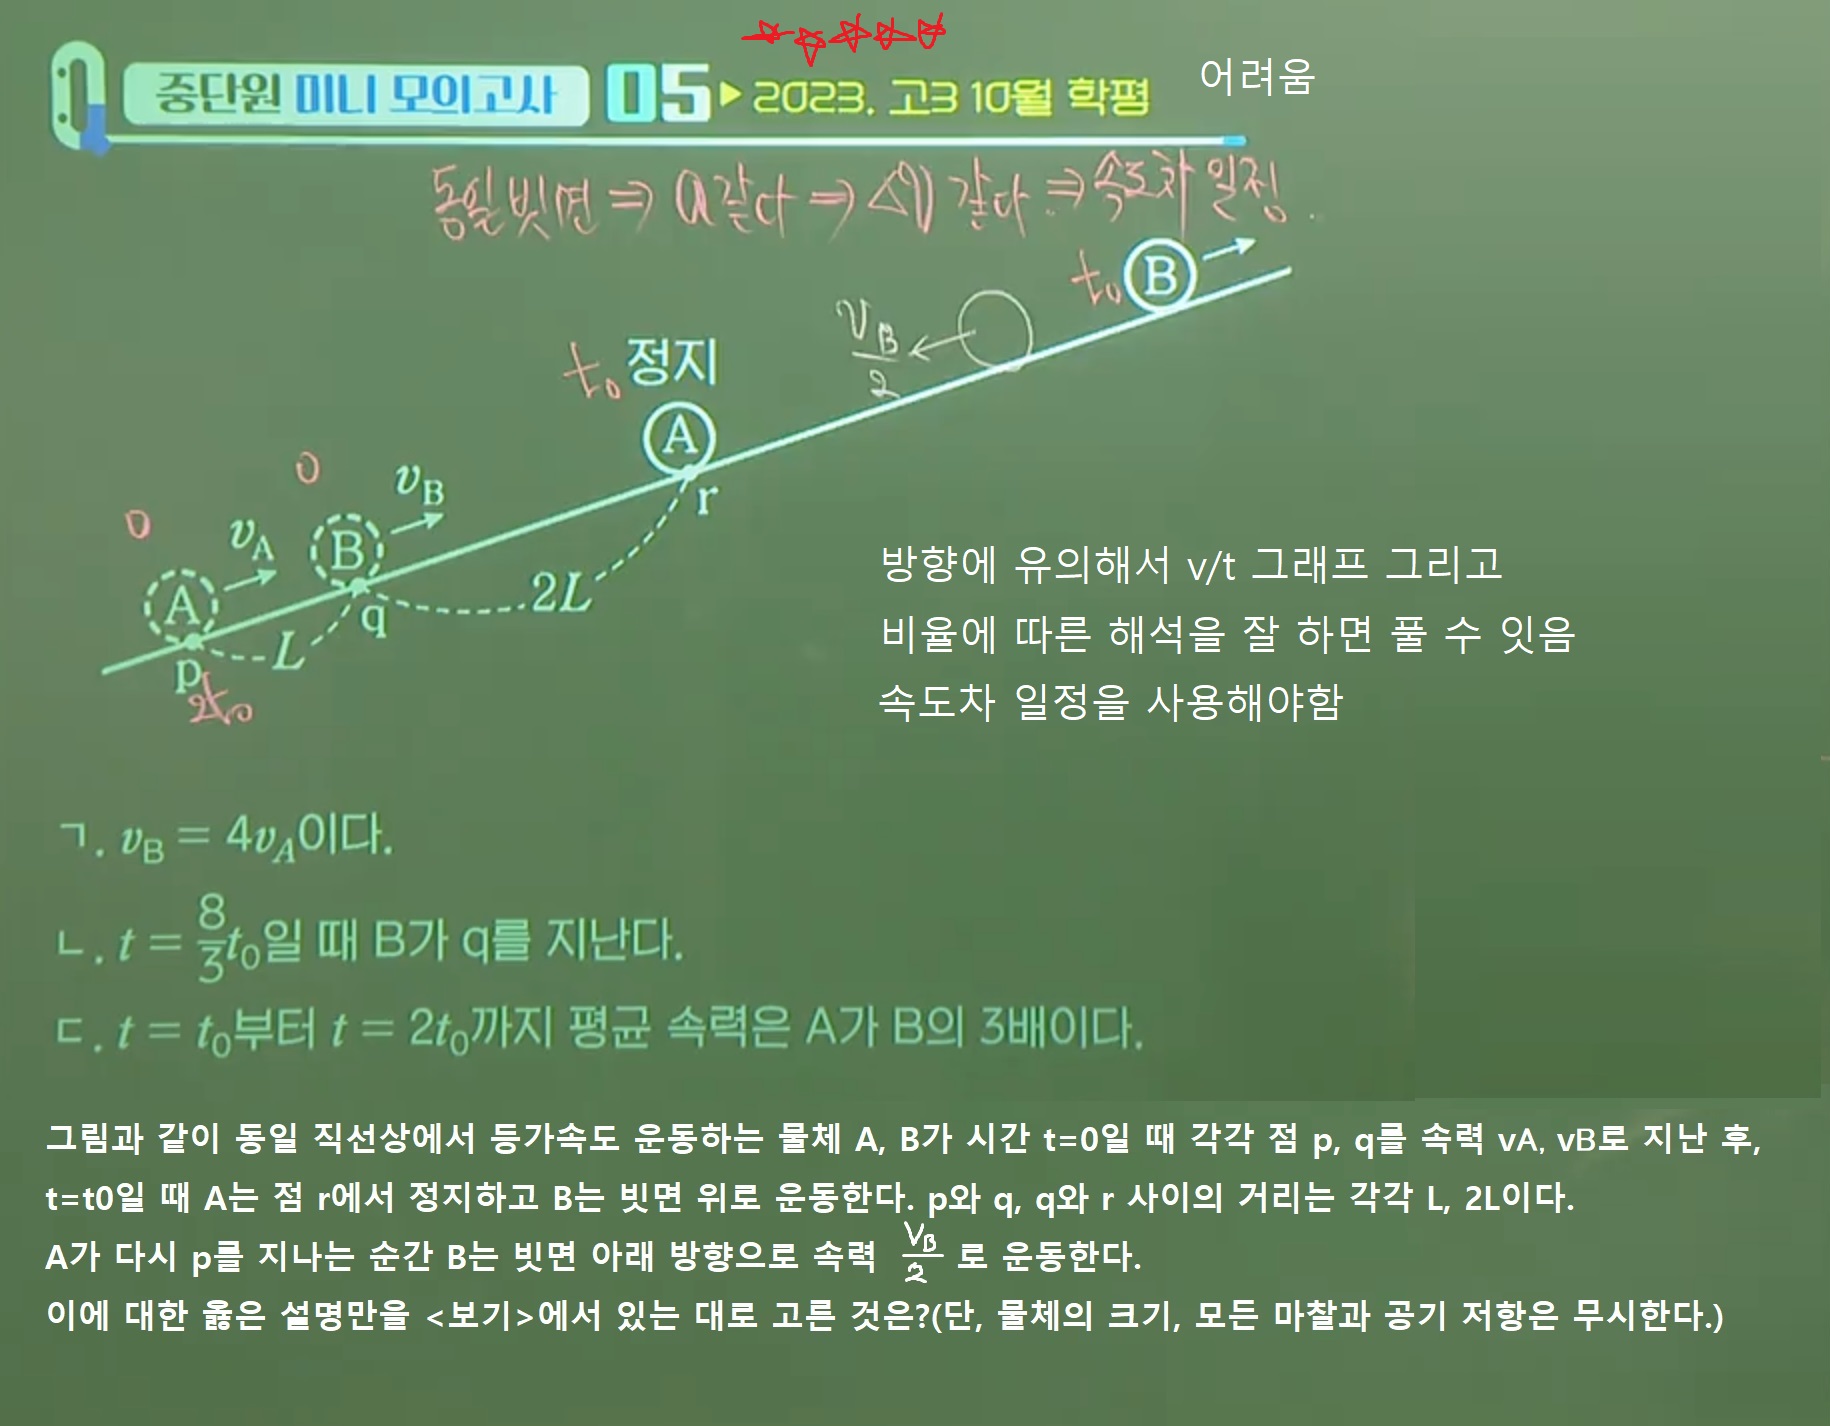 중단원 미니 모의고사 05 ▶ 2023. 고3 10월 학평 어려움
동일 빗면 ⇒ a같다 ⇒ △v 같다 ⇒ 속도차 일정.
t₀ B
v_B/2
t₀ 정지
A
0 v_B
0 v_A B r
A q 2L
p L
2t₀
방향에 유의해서 v/t 그래프 그리고
비율에 따른 해석을 잘 하면 풀 수 잇음
속도차 일정을 사용해야함
ㄱ. v_B = 4v_A이다.
ㄴ. t = 8/3 t₀일 때 B가 q를 지난다.
ㄷ. t = t₀부터 t = 2t₀까지 평균 속력은 A가 B의 3배이다.
그림과 같이 동일 직선상에서 등가속도 운동하는 물체 A, B가 시간 t=0일 때 각각 점 p, q를 속력 vA, vB로 지난 후,
t=t0일 때 A는 점 r에서 정지하고 B는 빗면 위로 운동한다. p와 q, q와 r 사이의 거리는 각각 L, 2L이다.
A가 다시 p를 지나는 순간 B는 빗면 아래 방향으로 속력 V_B/2 로 운동한다.
이에 대한 옳은 설명만을 <보기>에서 있는 대로 고른 것은?(단, 물체의 크기, 모든 마찰과 공기 저항은 무시한다.)